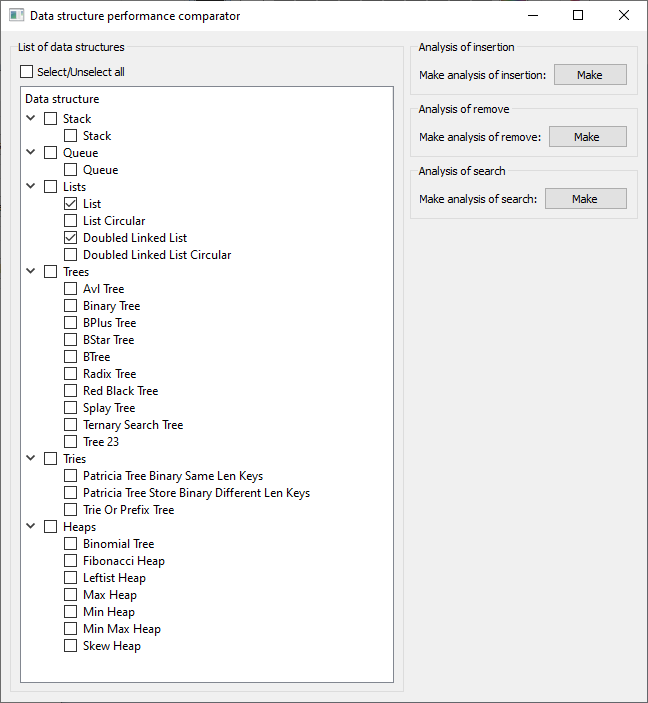 Data structure performance comparator
List of data structures
Select/Unselect all
Data structure
Stack
Stack
Queue
Queue
Lists
List
List Circular
Doubled Linked List
Doubled Linked List Circular
Trees
Avl Tree
Binary Tree
BPlus Tree
BStar Tree
BTree
Radix Tree
Red Black Tree
Splay Tree
Ternary Search Tree
Tree 23
Tries
Patricia Tree Binary Same Len Keys
Patricia Tree Store Binary Different Len Keys
Trie Or Prefix Tree
Heaps
Binomial Tree
Fibonacci Heap
Leftist Heap
Max Heap
Min Heap
Min Max Heap
Skew Heap
Analysis of insertion
Make analysis of insertion: Make
Analysis of remove
Make analysis of remove: Make
Analysis of search
Make analysis of search: Make